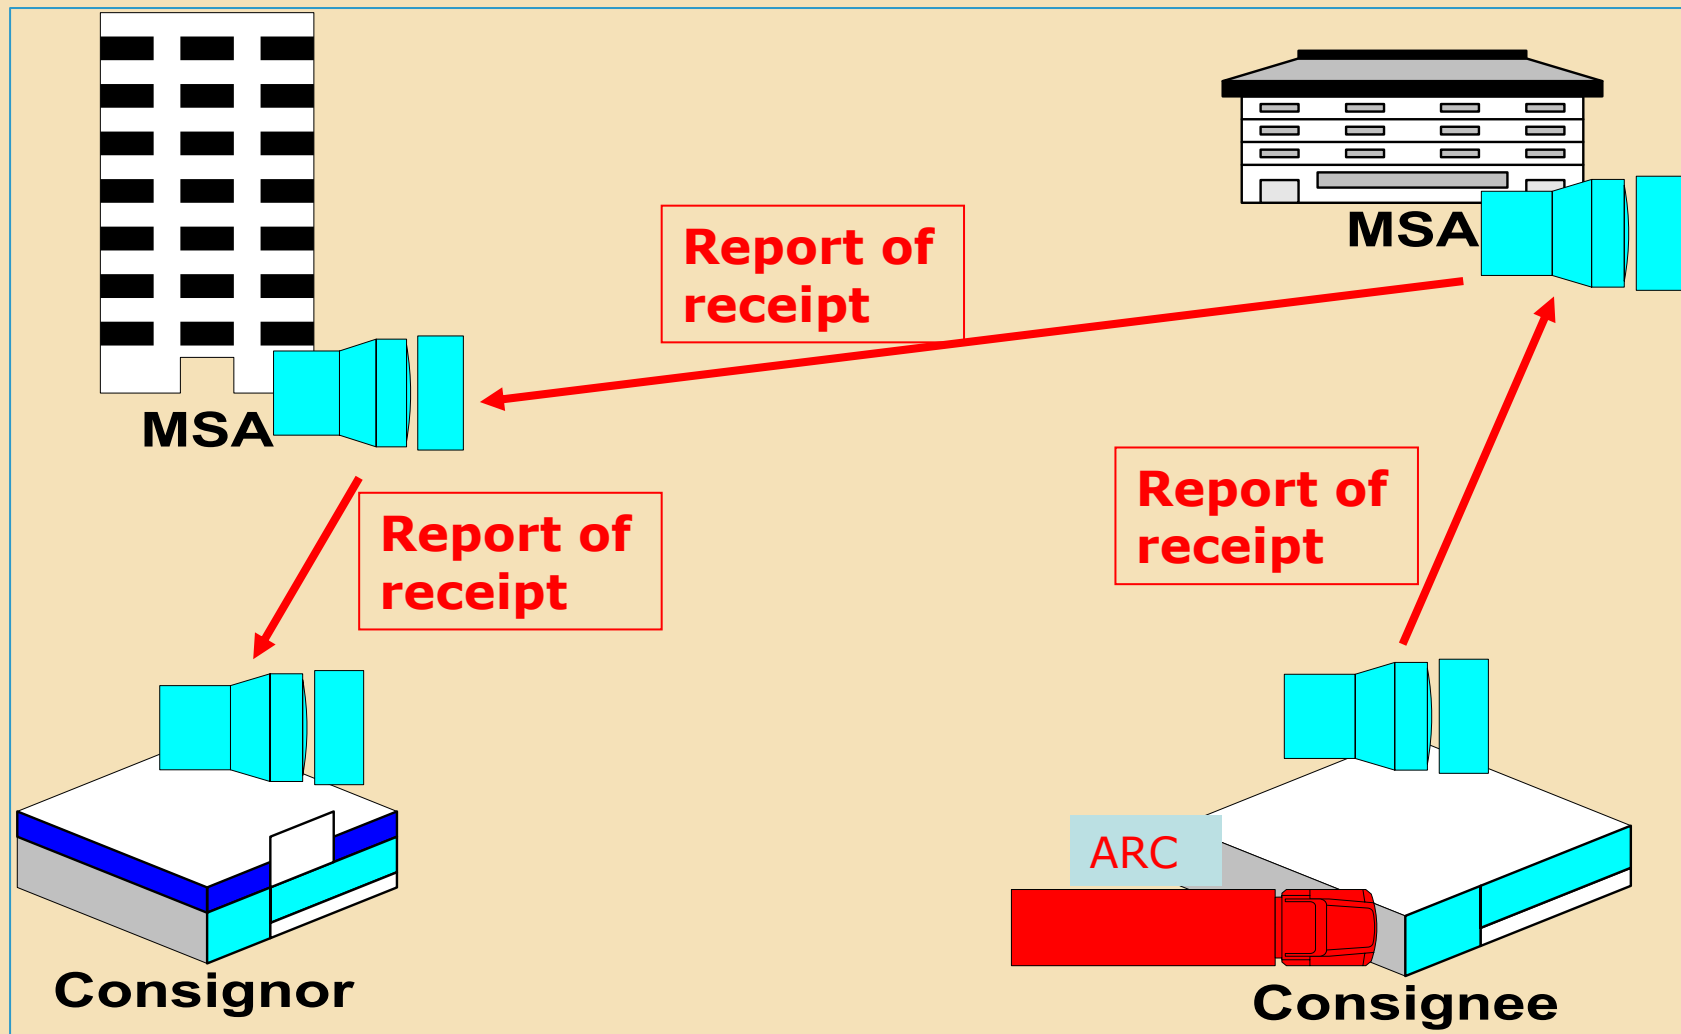 MSA
Report of
receipt
MSA
Report of
receipt
Report of
receipt
ARC
Consignor
Consignee